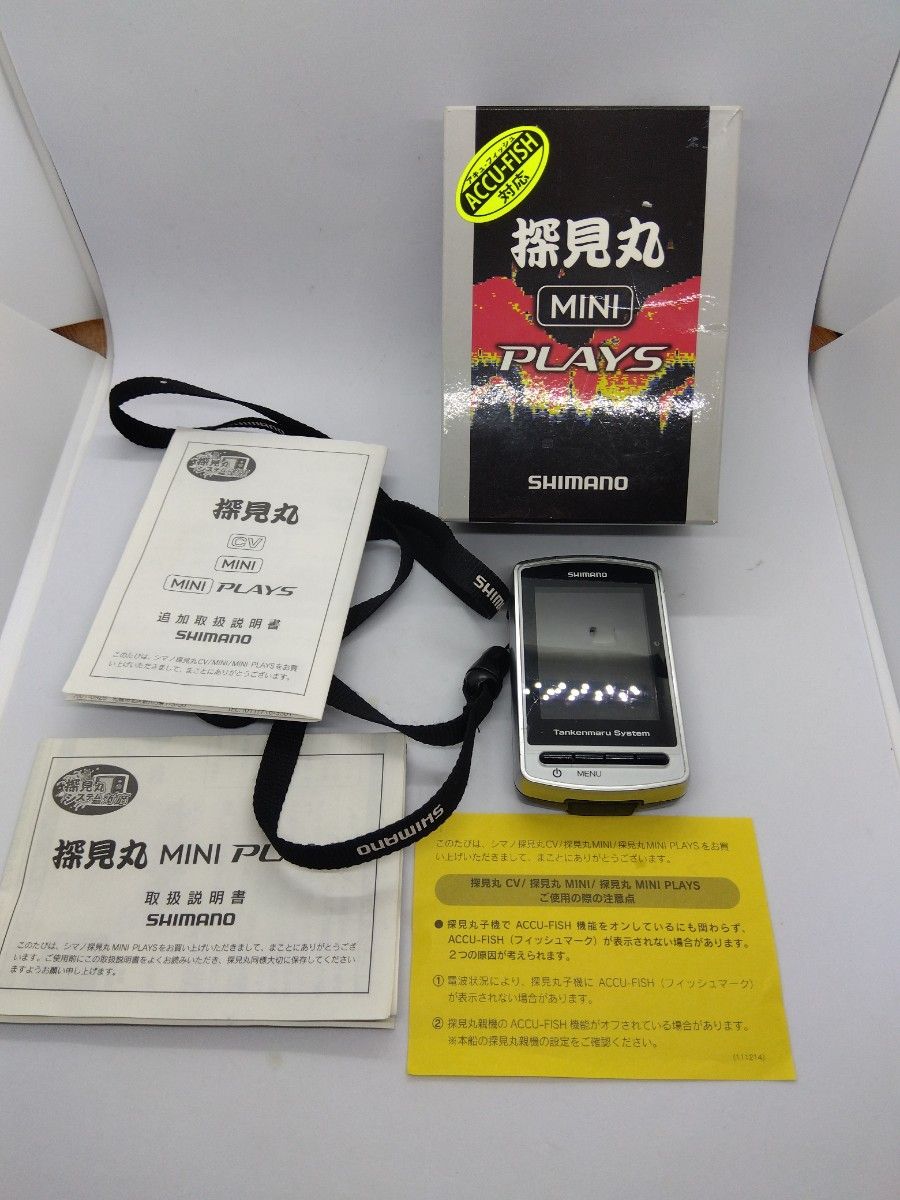 アキュ・フィッシュ
ACCU-FISH
対応
探見丸
MINI
PLAYS
SHIMANO
探見丸
システム対応
探見丸
CV
MINI
MINI PLAYS
追加取扱説明書
SHIMANO
このたびは、シマノ探見丸CV/MINI/MINI PLAYSをお買
い上げいただきまして、まことにありがとうございます。
SHIMANO
SHIMANO
Tankenmaru System
MENU
SHIMANO
探見丸
システム対応
探見丸 MINI PL
取扱説明書
SHIMANO
このたびは、シマノ探見丸 MINI PLAYSをお買い上げいただきまして、まことにありがとうござ
います。ご使用前にこの取扱説明書をよくお読みいただき、探見丸同様大切に保存してください
ますようお願い申し上げます。
このたびは、シマノ探見丸CV/探見丸MINI/探見丸MINI PLAYSをお買
い上げいただきまして、まことにありがとうございます。
探見丸 CV/ 探見丸 MINI/ 探見丸 MINI PLAYS
ご使用の際の注意点
● 探見丸子機で ACCU-FISH 機能をオンしているにも関わらず、
ACCU-FISH（フィッシュマーク）が表示されない場合があります。
２つの原因が考えられます。
① 電波状況により、探見丸子機に ACCU-FISH（フィッシュマーク）
が表示されない場合があります。
② 探見丸親機の ACCU-FISH 機能がオフされている場合があります。
※本船の探見丸親機の設定をご確認ください。
(111214)